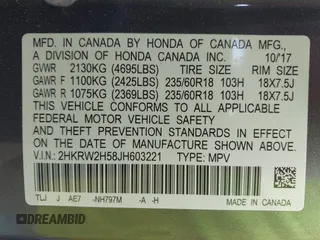 MFD. IN CANADA BY HONDA OF CANADA MFG.,
A DIVISION OF HONDA CANADA INC. 10/17
GVWR 2130KG (4695LBS) TIRE SIZE RIM SIZE
GAWR F 1100KG (2425LBS) 235/60R18 103H 18X7.5J
GAWR R 1075KG (2369LBS) 235/60R18 103H 18X7.5J
THIS VEHICLE CONFORMS TO ALL APPLICABLE
FEDERAL MOTOR VEHICLE SAFETY
AND THEFT PREVENTION STANDARDS IN EFFECT
ON THE DATE OF MANUFACTURE SHOWN ABOVE.
V.I.N.: 2HKRW2H58JH603221 TYPE: MPV
TLJ J AE7 -NH797M -A -H
CANADA
DREAMBID